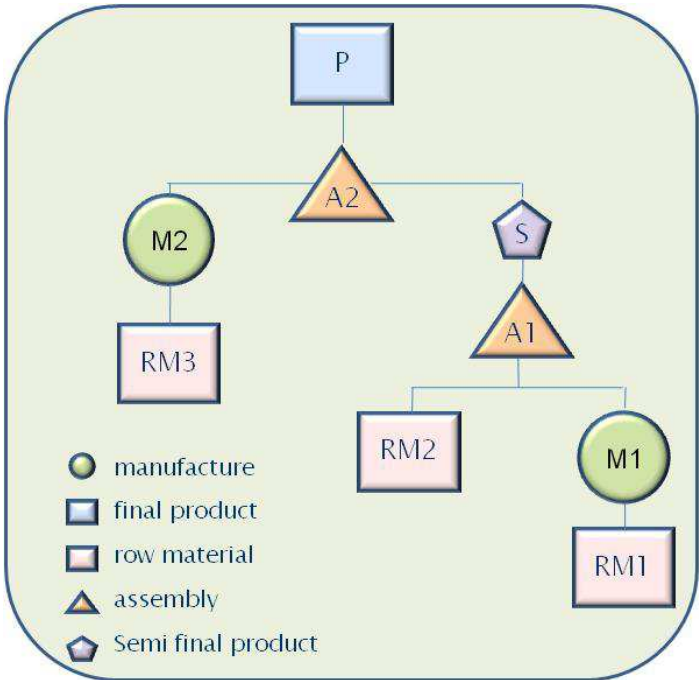 P
A2
M2
S
A1
RM3
RM2
M1
RM1
manufacture
final product
row material
assembly
Semi final product